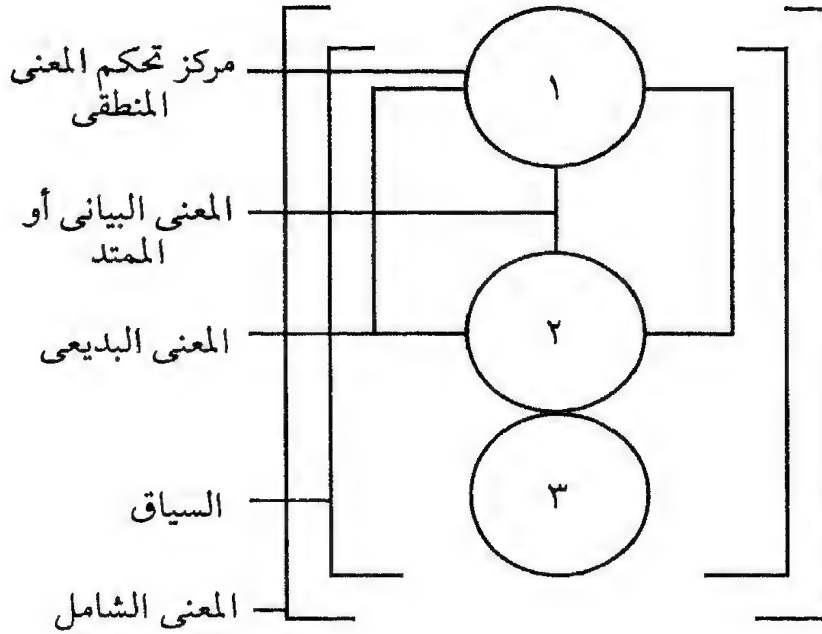 ١
مركز تحكم المعنى
المنطقى
المعنى البيانى أو
الممتد
٢
المعنى البديعى
٣
السياق
المعنى الشامل